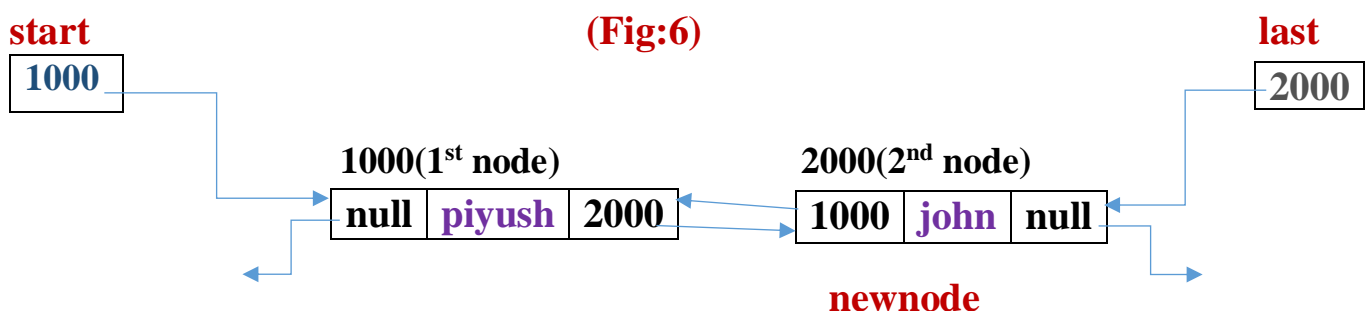 start (Fig:6) last
1000
2000
1000(1st node) 2000(2nd node)
null piyush 2000 1000 john null
newnode